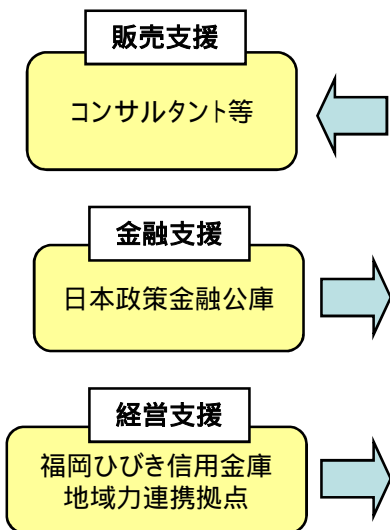 販売支援
コンサルタント等
金融支援
日本政策金融公庫
経営支援
福岡ひびき信用金庫
地域力連携拠点